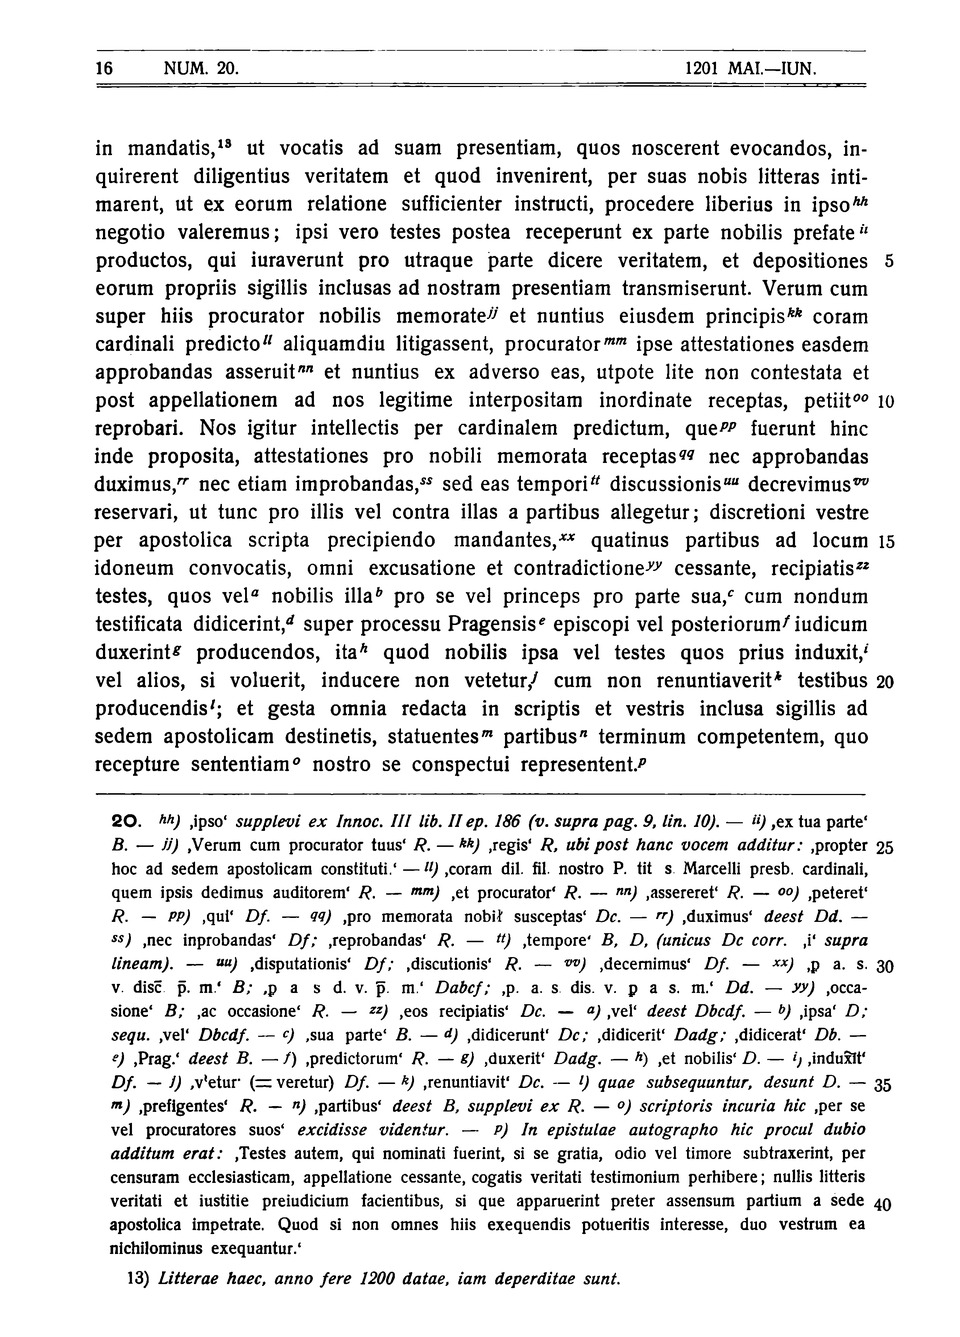 16 NUM. 20. 1201 MAI.—IUN.
in mandatis,¹³ ut vocatis ad suam presentiam, quos noscerent evocandos, in-
quirerent diligentius veritatem et quod invenirent, per suas nobis litteras inti-
marent, ut ex eorum relatione sufficienter instructi, procedere liberius in ipso hh
negotio valeremus; ipsi vero testes postea receperunt ex parte nobilis prefate ii
productos, qui iuraverunt pro utraque parte dicere veritatem, et depositiones 5
eorum propriis sigillis inclusas ad nostram presentiam transmiserunt. Verum cum
super hiis procurator nobilis memorate jj et nuntius eiusdem principis kk coram
cardinali predicto ll aliquamdiu litigassent, procurator mm ipse attestationes easdem
approbandas asseruit nn et nuntius ex adverso eas, utpote lite non contestata et
post appellationem ad nos legitime interpositam inordinate receptas, petiit oo 10
reprobari. Nos igitur intellectis per cardinalem predictum, que pp fuerunt hinc
inde proposita, attestationes pro nobili memorata receptas qq nec approbandas
duximus, rr nec etiam improbandas, ss sed eas tempori tt discussionis uu decrevimus vv
reservari, ut tunc pro illis vel contra illas a partibus allegetur; discretioni vestre
per apostolica scripta precipiendo mandantes, xx quatinus partibus ad locum 15
idoneum convocatis, omni excusatione et contradictione yy cessante, recipiatis zz
testes, quos vel a nobilis illa b pro se vel princeps pro parte sua, c cum nondum
testificata didicerint, d super processu Pragensis e episcopi vel posteriorum f iudicum
duxerint g producendos, ita h quod nobilis ipsa vel testes quos prius induxit, i
vel alios, si voluerit, inducere non vetetur, j cum non renuntiaverit k testibus 20
producendis l; et gesta omnia redacta in scriptis et vestris inclusa sigillis ad
sedem apostolicam destinetis, statuentes m partibus n terminum competentem, quo
recepture sententiam o nostro se conspectui representent. p
20. hh) ‚ipso‘ supplevi ex Innoc. III lib. II ep. 186 (v. supra pag. 9, lin. 10). — ii) ‚ex tua parte‘
B. — jj) ‚Verum cum procurator tuus‘ R. — kk) ‚regis‘ R, ubi post hanc vocem additur: ‚propter 25
hoc ad sedem apostolicam constituti.‘ — ll) ‚coram dil. fil. nostro P. tit s. Marcelli presb. cardinali,
quem ipsis dedimus auditorem‘ R. — mm) ‚et procurator‘ R. — nn) ‚assereret‘ R. — oo) ‚peteret‘
R. — pp) ‚qui‘ Df. — qq) ‚pro memorata nobił susceptas‘ Dc. — rr) ‚duximus‘ deest Dd. —
ss) ‚nec inprobandas‘ Df; ‚reprobandas‘ R. — tt) ‚tempore‘ B, D, (unicus Dc corr. ‚i‘ supra
lineam). — uu) ‚disputationis‘ Df; ‚discutionis‘ R. — vv) ‚decernimus‘ Df. — xx) ‚p a. s. 30
v. disc̄ p̄. m.‘ B; ‚p a s d. v. p̄. m.‘ Dabcf; ‚p. a. s. dis. v. p a s. m.‘ Dd. — yy) ‚occa-
sione‘ B; ‚ac occasione‘ R. — zz) ‚eos recipiatis‘ Dc. — a) ‚vel‘ deest Dbcdf. — b) ‚ipsa‘ D;
sequ. ‚vel‘ Dbcdf. — c) ‚sua parte‘ B. — d) ‚didicerunt‘ Dc; ‚didicerit‘ Dadg; ‚didicerat‘ Db. —
e) ‚Prag.‘ deest B. — f) ‚predictorum‘ R. — g) ‚duxerit‘ Dadg. — h) ‚et nobilis‘ D. — i)
Df. — j) ‚vᵗetur‘ (= veretur) Df. — k) ‚renuntiavit‘ Dc. — l) quae subsequuntur, desunt D. — 35
m) ‚prefigentes‘ R. — n) ‚partibus‘ deest B, supplevi ex R. — o) scriptoris incuria hic ‚per se
vel procuratores suos‘ excidisse videntur. — p) In epistulae autographo hic procul dubio
additum erat: ‚Testes autem, qui nominati fuerint, si se gratia, odio vel timore subtraxerint, per
censuram ecclesiasticam, appellatione cessante, cogatis veritati testimonium perhibere; nullis litteris
veritati et iustitie preiudicium facientibus, si que apparuerint preter assensum partium a sede 40
apostolica impetrate. Quod si non omnes hiis exequendis potueritis interesse, duo vestrum ea
nichilominus exequantur.‘
13) Litterae haec, anno fere 1200 datae, iam deperditae sunt.